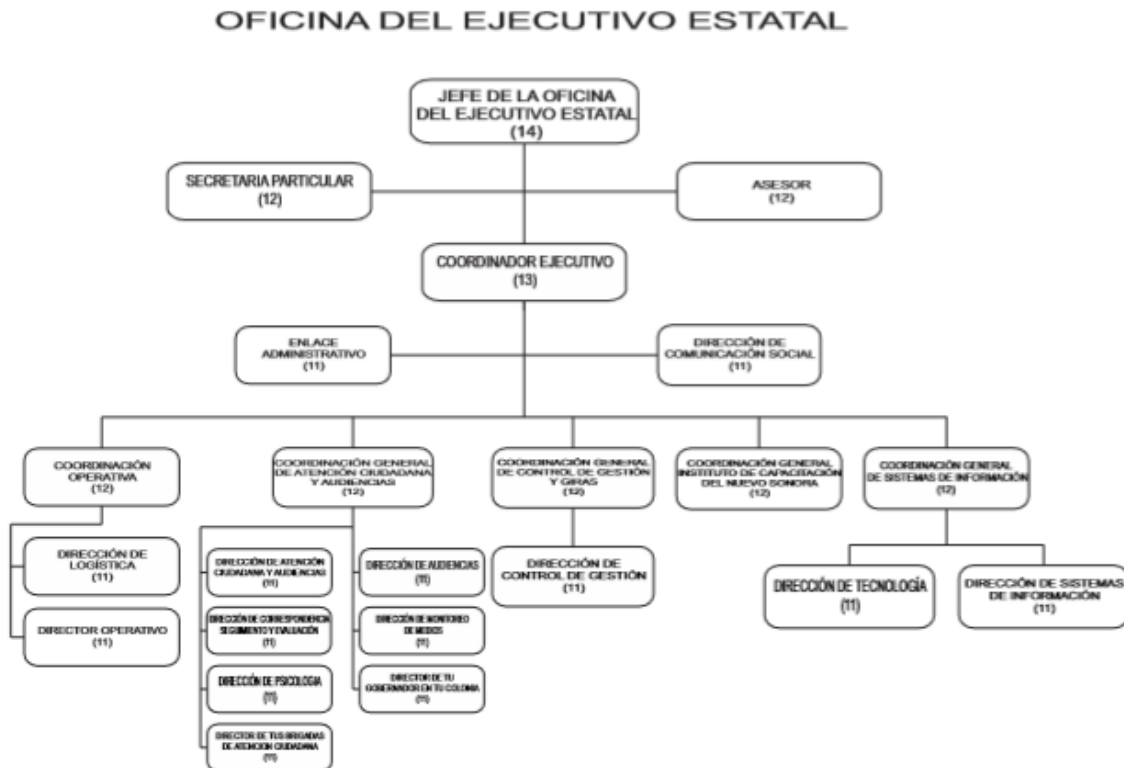 OFICINA DEL EJECUTIVO ESTATAL
JEFE DE LA OFICINA
DEL EJECUTIVO ESTATAL
(14)
SECRETARIA PARTICULAR
(12)
ASESOR
(12)
COORDINADOR EJECUTIVO
(13)
ENLACE
ADMINISTRATIVO
(11)
DIRECCIÓN DE
COMUNICACIÓN SOCIAL
(11)
COORDINACIÓN
OPERATIVA
(12)
COORDINACIÓN GENERAL
DE ATENCIÓN CIUDADANA
Y AUDIENCIAS
(12)
COORDINACIÓN GENERAL
DE CONTROL DE GESTIÓN
Y GIRAS
(12)
COORDINACIÓN GENERAL
INSTITUTO DE CAPACITACIÓN
DEL NUEVO SONORA
(12)
COORDINACIÓN GENERAL
DE SISTEMAS DE INFORMACIÓN
(12)
DIRECCIÓN DE
LOGÍSTICA
(11)
DIRECTOR OPERATIVO
(11)
DIRECCIÓN DE ATENCIÓN
CIUDADANA Y AUDIENCIAS
(11)
DIRECCIÓN DE CORRESPONDENCIA
SEGUIMIENTO Y EVALUACIÓN
(11)
DIRECCIÓN DE PSICOLOGIA
(11)
DIRECTOR DE TUS BRIGADAS
DE ATENCIÓN CIUDADANA
(11)
DIRECCIÓN DE AUDIENCIAS
(11)
DIRECCIÓN DE MONITOREO
DE MEDIOS
(11)
DIRECTOR DE TU
GOBERNADOR EN TU COLONIA
(11)
DIRECCIÓN DE
CONTROL DE GESTIÓN
(11)
DIRECCIÓN DE TECNOLOGÍA
(11)
DIRECCIÓN DE SISTEMAS
DE INFORMACIÓN
(11)